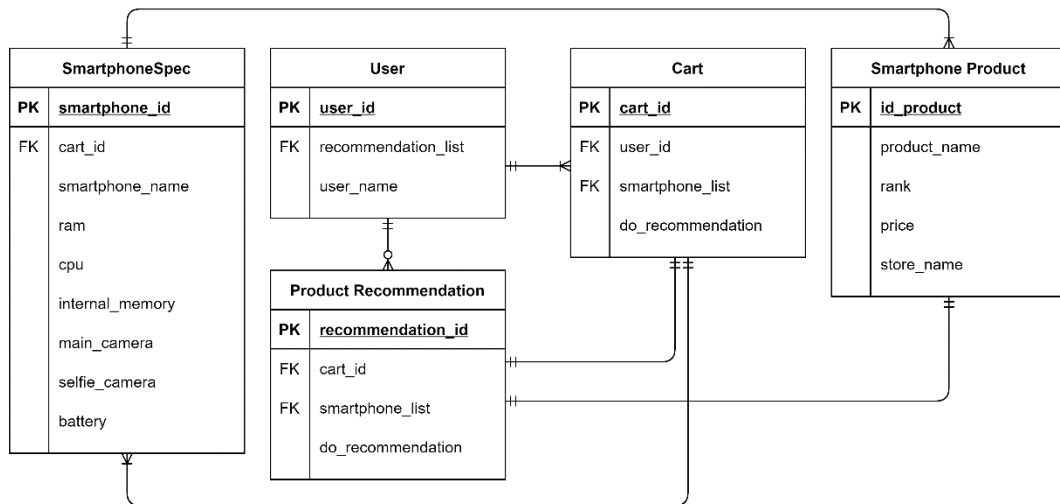 SmartphoneSpec
PK smartphone_id
FK cart_id
smartphone_name
ram
cpu
internal_memory
main_camera
selfie_camera
battery
User
PK user_id
FK recommendation_list
user_name
Product Recommendation
PK recommendation_id
FK cart_id
FK smartphone_list
do_recommendation
Cart
PK cart_id
FK user_id
FK smartphone_list
do_recommendation
Smartphone Product
PK id_product
product_name
rank
price
store_name